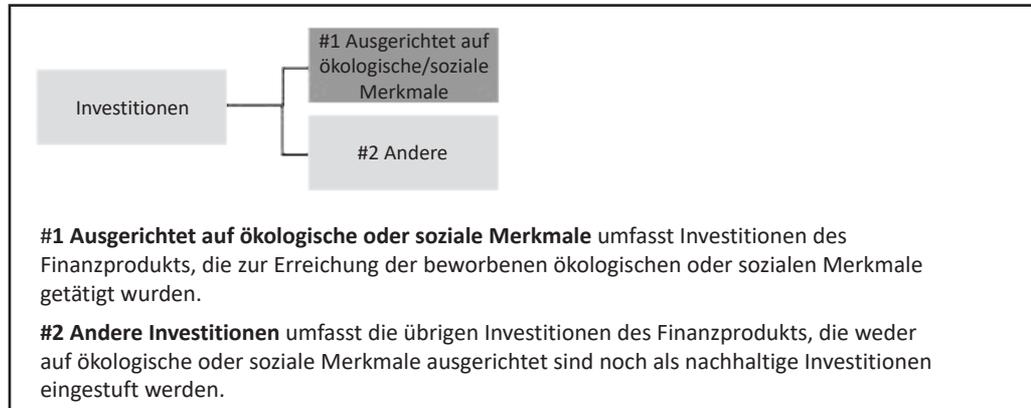 #1 Ausgerichtet auf
ökologische/soziale
Merkmale
Investitionen
#2 Andere
#1 Ausgerichtet auf ökologische oder soziale Merkmale umfasst Investitionen des
Finanzprodukts, die zur Erreichung der beworbenen ökologischen oder sozialen Merkmale
getätigt wurden.
#2 Andere Investitionen umfasst die übrigen Investitionen des Finanzprodukts, die weder
auf ökologische oder soziale Merkmale ausgerichtet sind noch als nachhaltige Investitionen
eingestuft werden.